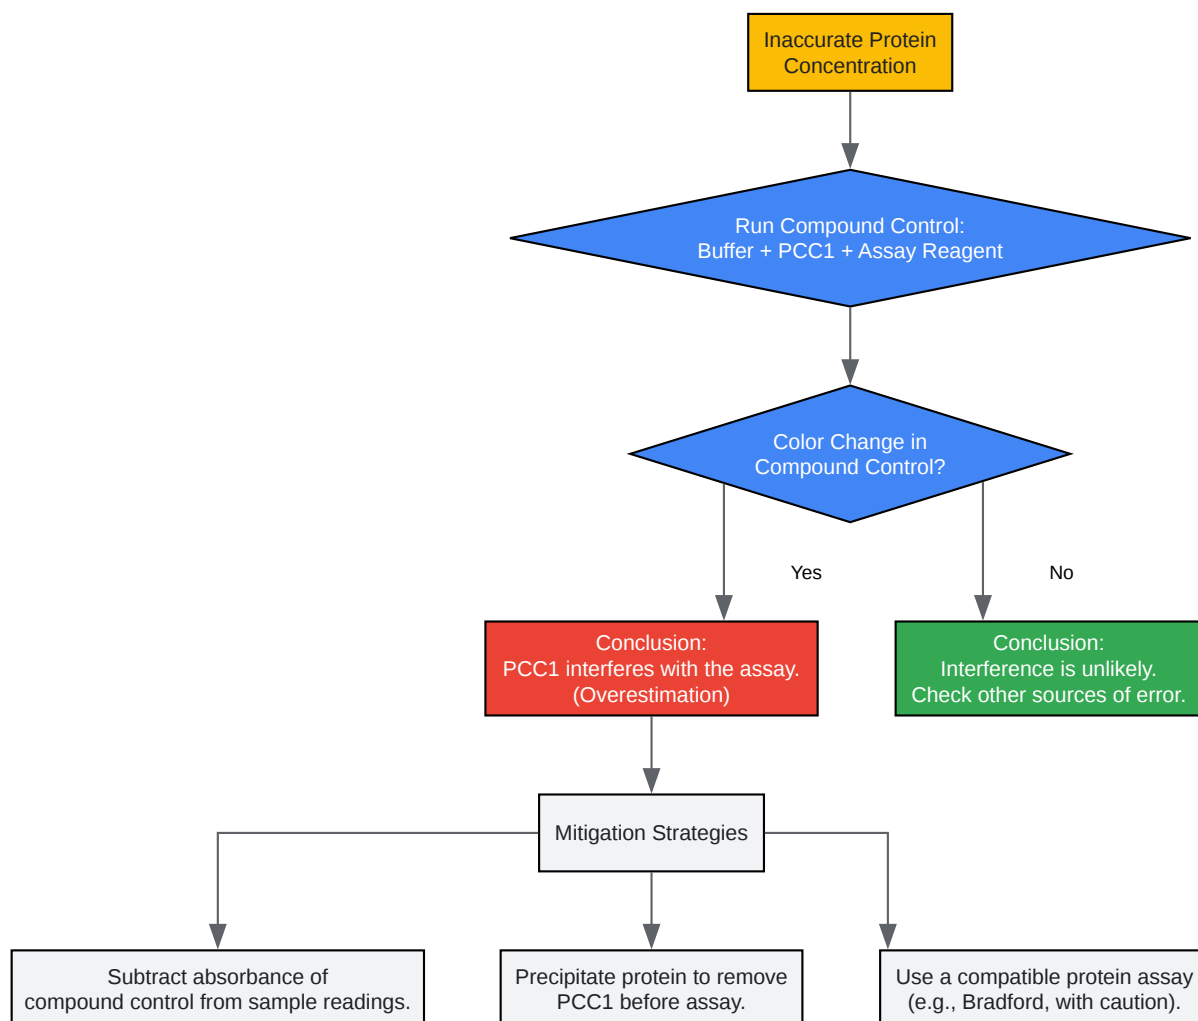 Inaccurate Protein
Concentration
Run Compound Control:
Buffer + PCC1 + Assay Reagent
Color Change in
Compound Control?
Yes
No
Conclusion:
PCC1 interferes with the assay.
(Overestimation)
Conclusion:
Interference is unlikely.
Check other sources of error.
Mitigation Strategies
Subtract absorbance of
compound control from sample readings.
Precipitate protein to remove
PCC1 before assay.
Use a compatible protein assay
(e.g., Bradford, with caution).